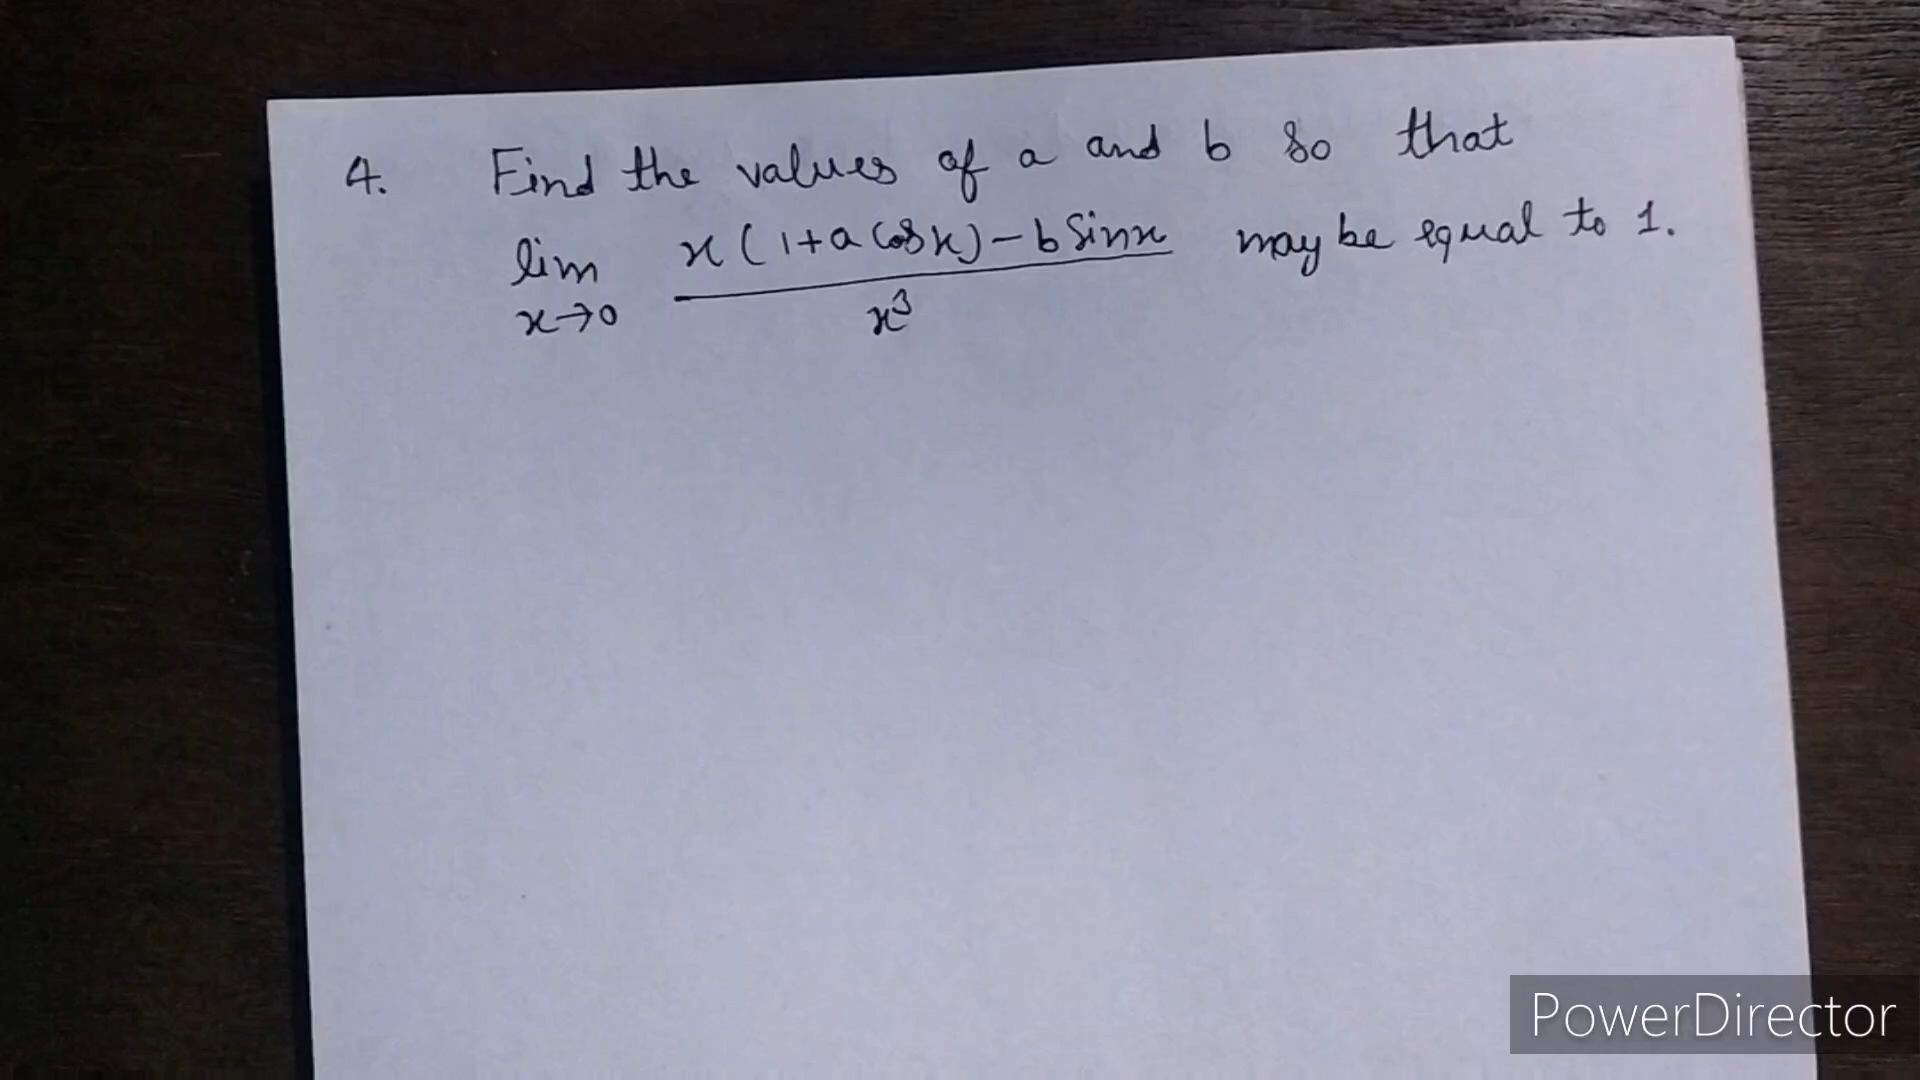 4. Find the values of a and b so that
lim x→0 x(1+a cos x) - b sin x / x³ may be equal to 1.
PowerDirector